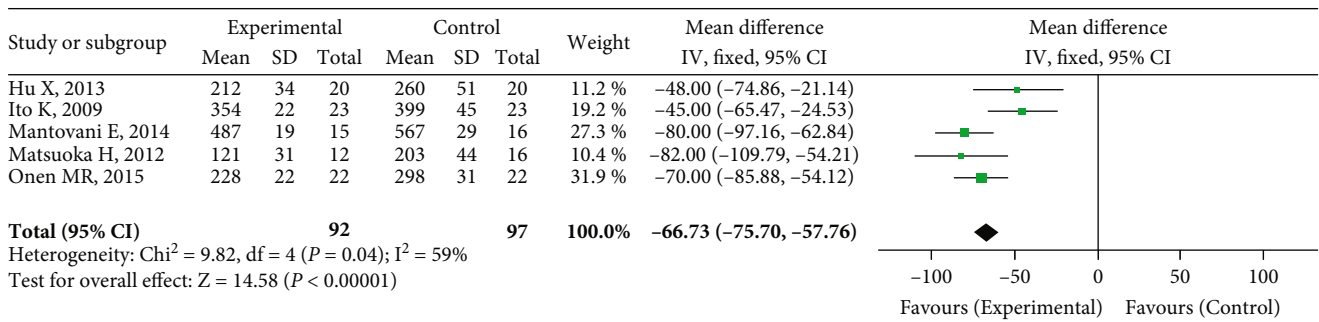 Study or subgroup Experimental Control Weight Mean difference Mean difference
Mean SD Total Mean SD Total IV, fixed, 95% CI IV, fixed, 95% CI
Hu X, 2013 212 34 20 260 51 20 11.2 % −48.00 (−74.86, −21.14)
Ito K, 2009 354 22 23 399 45 23 19.2 % −45.00 (−65.47, −24.53)
Mantovani E, 2014 487 19 15 567 29 16 27.3 % −80.00 (−97.16, −62.84)
Matsuoka H, 2012 121 31 12 203 44 16 10.4 % −82.00 (−109.79, −54.21)
Onen MR, 2015 228 22 22 298 31 22 31.9 % −70.00 (−85.88, −54.12)
Total (95% CI) 92 97 100.0% −66.73 (−75.70, −57.76)
Heterogeneity: Chi² = 9.82, df = 4 (P = 0.04); I² = 59%
Test for overall effect: Z = 14.58 (P < 0.00001)
−100 −50 0 50 100
Favours (Experimental) Favours (Control)